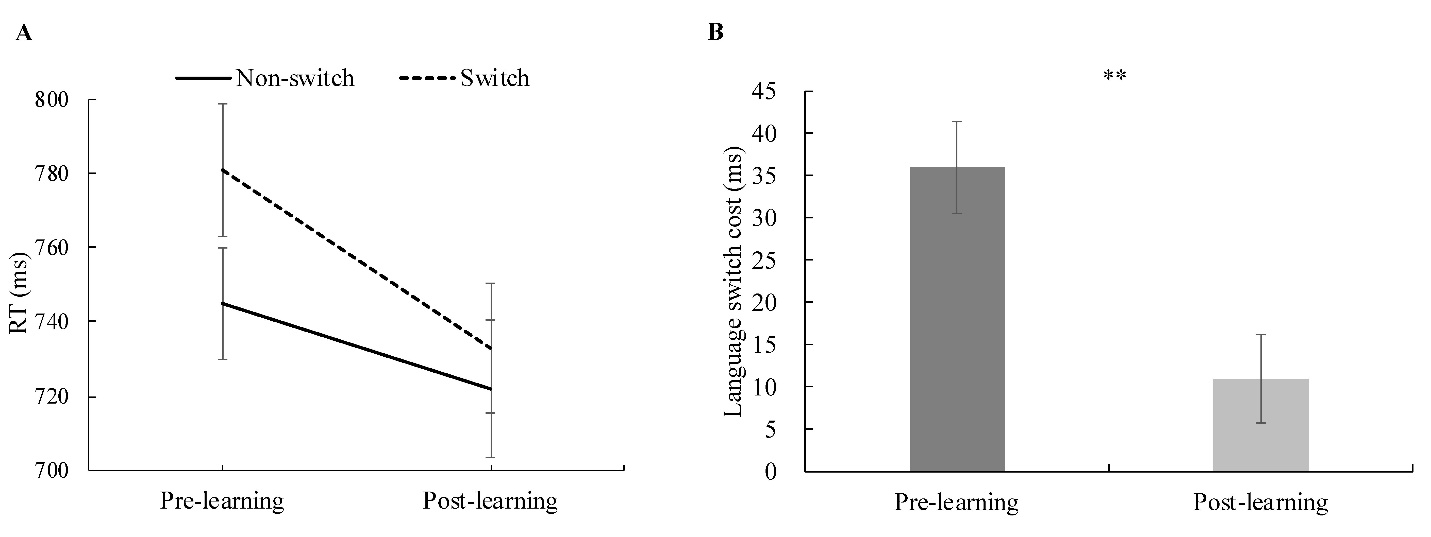 A
Non-switch Switch
800
780
760
740
720
700
RT (ms)
Pre-learning Post-learning
B
**
45
40
35
30
25
20
15
10
5
0
Language switch cost (ms)
Pre-learning Post-learning